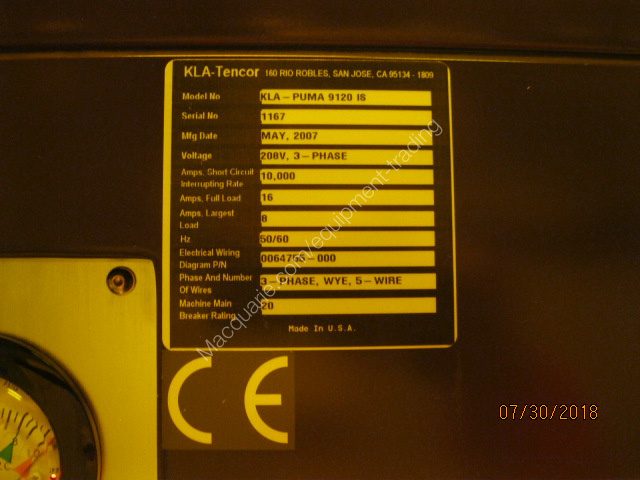 KLA-Tencor 160 RIO ROBLES, SAN JOSE, CA 95134 - 1809
Model No KLA - PUMA 9120 IS
Serial No 1167
Mfg Date MAY, 2007
Voltage 208V, 3-PHASE
Amps, Short Circuit
Interrupting Rate 10,000
Amps, Full Load 16
Amps, Largest
Load 8
Hz 50/60
Electrical Wiring
Diagram P/N -000
Phase And Number
Of Wires 3-PHASE, WYE, 5-WIRE
Machine Main
Breaker Rating 20
Made In U.S.A.
CE
Macquarie.com/equipment-trading
07/30/2018